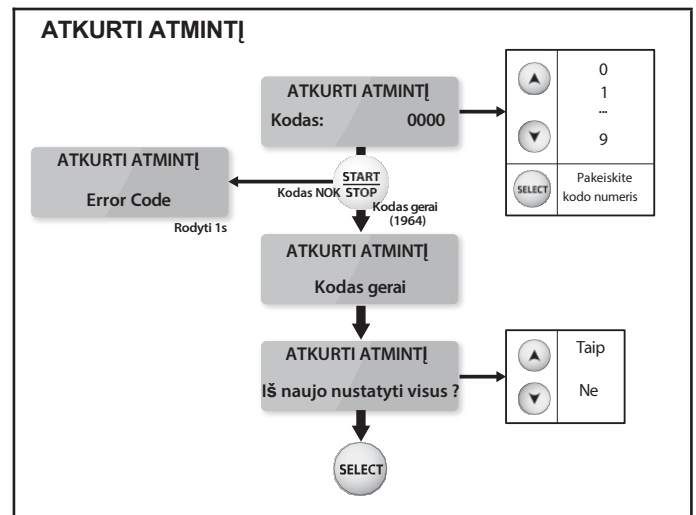 ATKURTI ATMINTĮ
ATKURTI ATMINTĮ
Kodas: 0000
0
1
...
9
SELECT
Pakeiskite
kodo numeris
ATKURTI ATMINTĮ
Error Code
Rodyti 1s
Kodas NOK
START
STOP
Kodas gerai
(1964)
ATKURTI ATMINTĮ
Kodas gerai
ATKURTI ATMINTĮ
Iš naujo nustatyti visus ?
Taip
Ne
SELECT